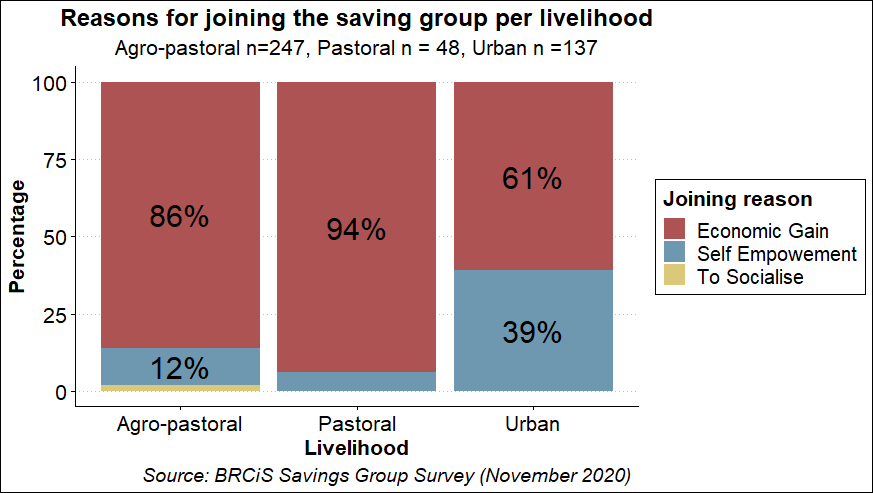 Reasons for joining the saving group per livelihood
Agro-pastoral n=247, Pastoral n = 48, Urban n =137
Percentage
100
75
50
25
0
86%
12%
94%
61%
39%
Agro-pastoral
Pastoral
Urban
Livelihood
Joining reason
Economic Gain
Self Empowement
To Socialise
Source: BRCiS Savings Group Survey (November 2020)